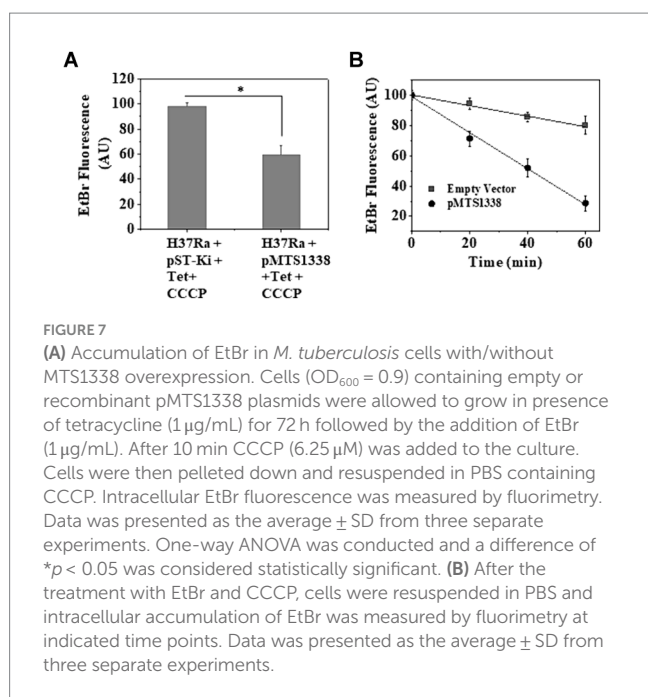 A
B
120
100
80
60
40
20
0
EtBr Fluorescence
(AU)
*
H37Ra +
pST-Ki +
Tet+
CCCP
H37Ra +
pMTS1338
+Tet +
CCCP
EtBr Fluorescence (AU)
100
80
60
40
Empty Vector
pMTS1338
0 20 40 60
Time (min)
FIGURE 7
(A) Accumulation of EtBr in M. tuberculosis cells with/without
MTS1338 overexpression. Cells (OD600 = 0.9) containing empty or
recombinant pMTS1338 plasmids were allowed to grow in
presence of tetracycline (1 μg/mL) for 72 h followed by the addition of EtBr
(1 μg/mL). After 10 min CCCP (6.25 μM) was added to the culture.
Cells were then pelleted down and resuspended in PBS containing
CCCP. Intracellular EtBr fluorescence was measured by fluorimetry.
Data was presented as the average ± SD from three separate
experiments. One-way ANOVA was conducted and a difference of
*p < 0.05 was considered statistically significant. (B) After the
treatment with EtBr and CCCP, cells were resuspended in PBS and
intracellular accumulation of EtBr was measured by fluorimetry at
indicated time points. Data was presented as the average ± SD from
three separate experiments.